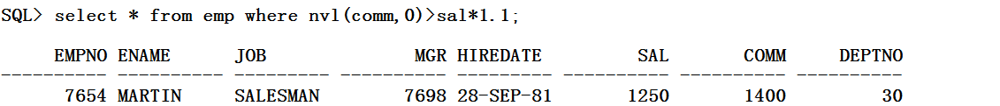 SQL> select * from emp where nvl(comm,0)>sal*1.1;
     EMPNO ENAME      JOB              MGR HIREDATE         SAL       COMM     DEPTNO
---------- ---------- --------- ---------- --------- ---------- ---------- ----------
      7654 MARTIN     SALESMAN        7698 28-SEP-81       1250       1400         30